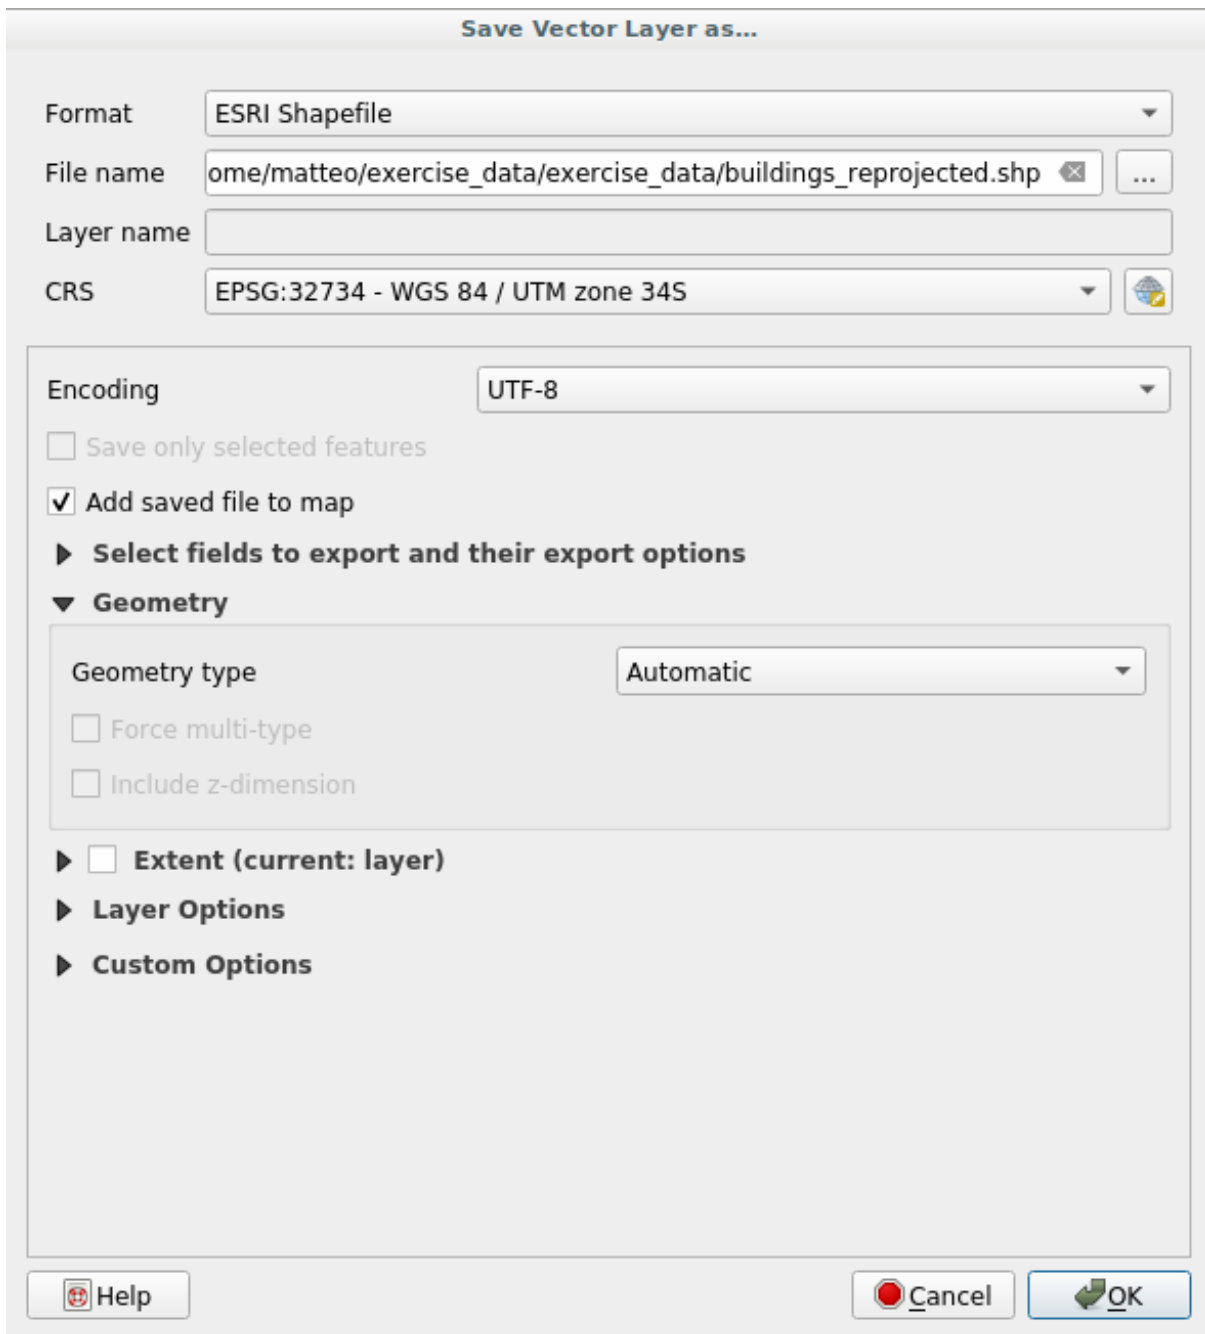 Save Vector Layer as…
Format ESRI Shapefile
File name ome/matteo/exercise_data/exercise_data/buildings_reprojected.shp ...
Layer name
CRS EPSG:32734 - WGS 84 / UTM zone 34S
Encoding UTF-8
Save only selected features
Add saved file to map
Select fields to export and their export options
Geometry
Geometry type Automatic
Force multi-type
Include z-dimension
Extent (current: layer)
Layer Options
Custom Options
Help Cancel OK